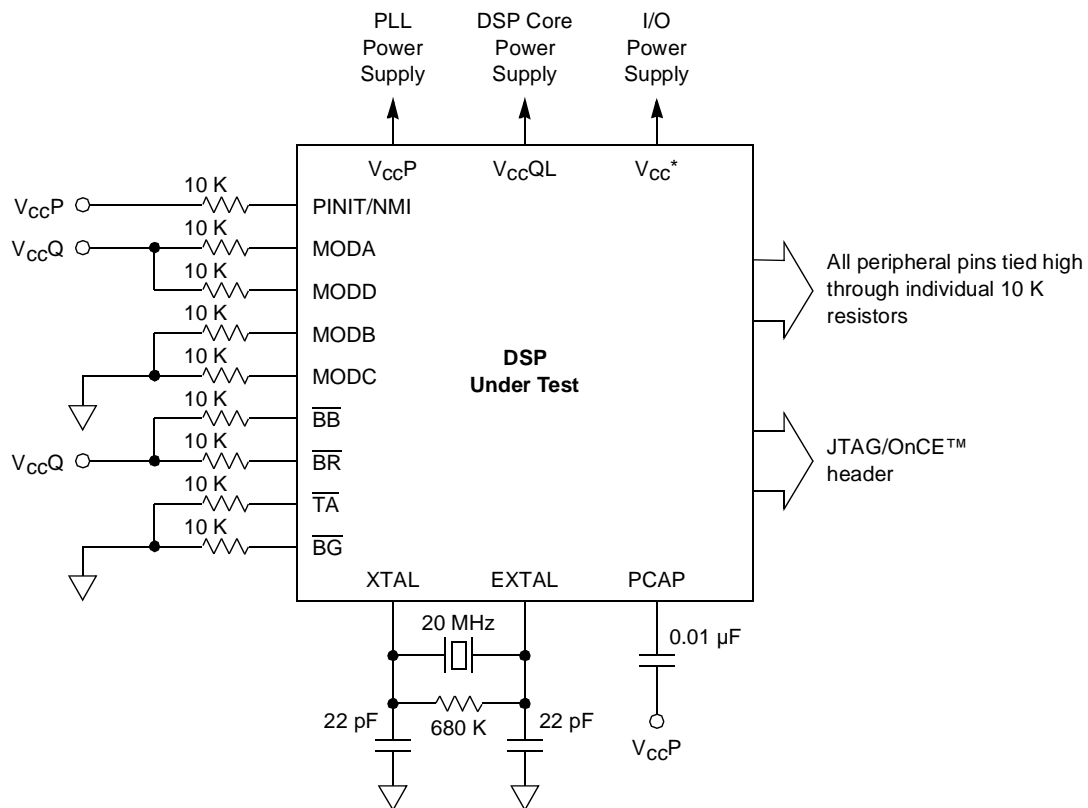 PLL
Power
Supply
DSP Core
Power
Supply
I/O
Power
Supply
VCCP
VCCQL
VCC*
VCCP
10 K
PINIT/NMI
VCCQ
10 K
MODA
10 K
MODD
10 K
MODB
10 K
MODC
10 K
BB
VCCQ
10 K
BR
10 K
TA
10 K
BG
DSP
Under Test
All peripheral pins tied high
through individual 10 K
resistors
JTAG/OnCE™
header
XTAL
EXTAL
PCAP
20 MHz
0.01 µF
22 pF
680 K
22 pF
VCCP